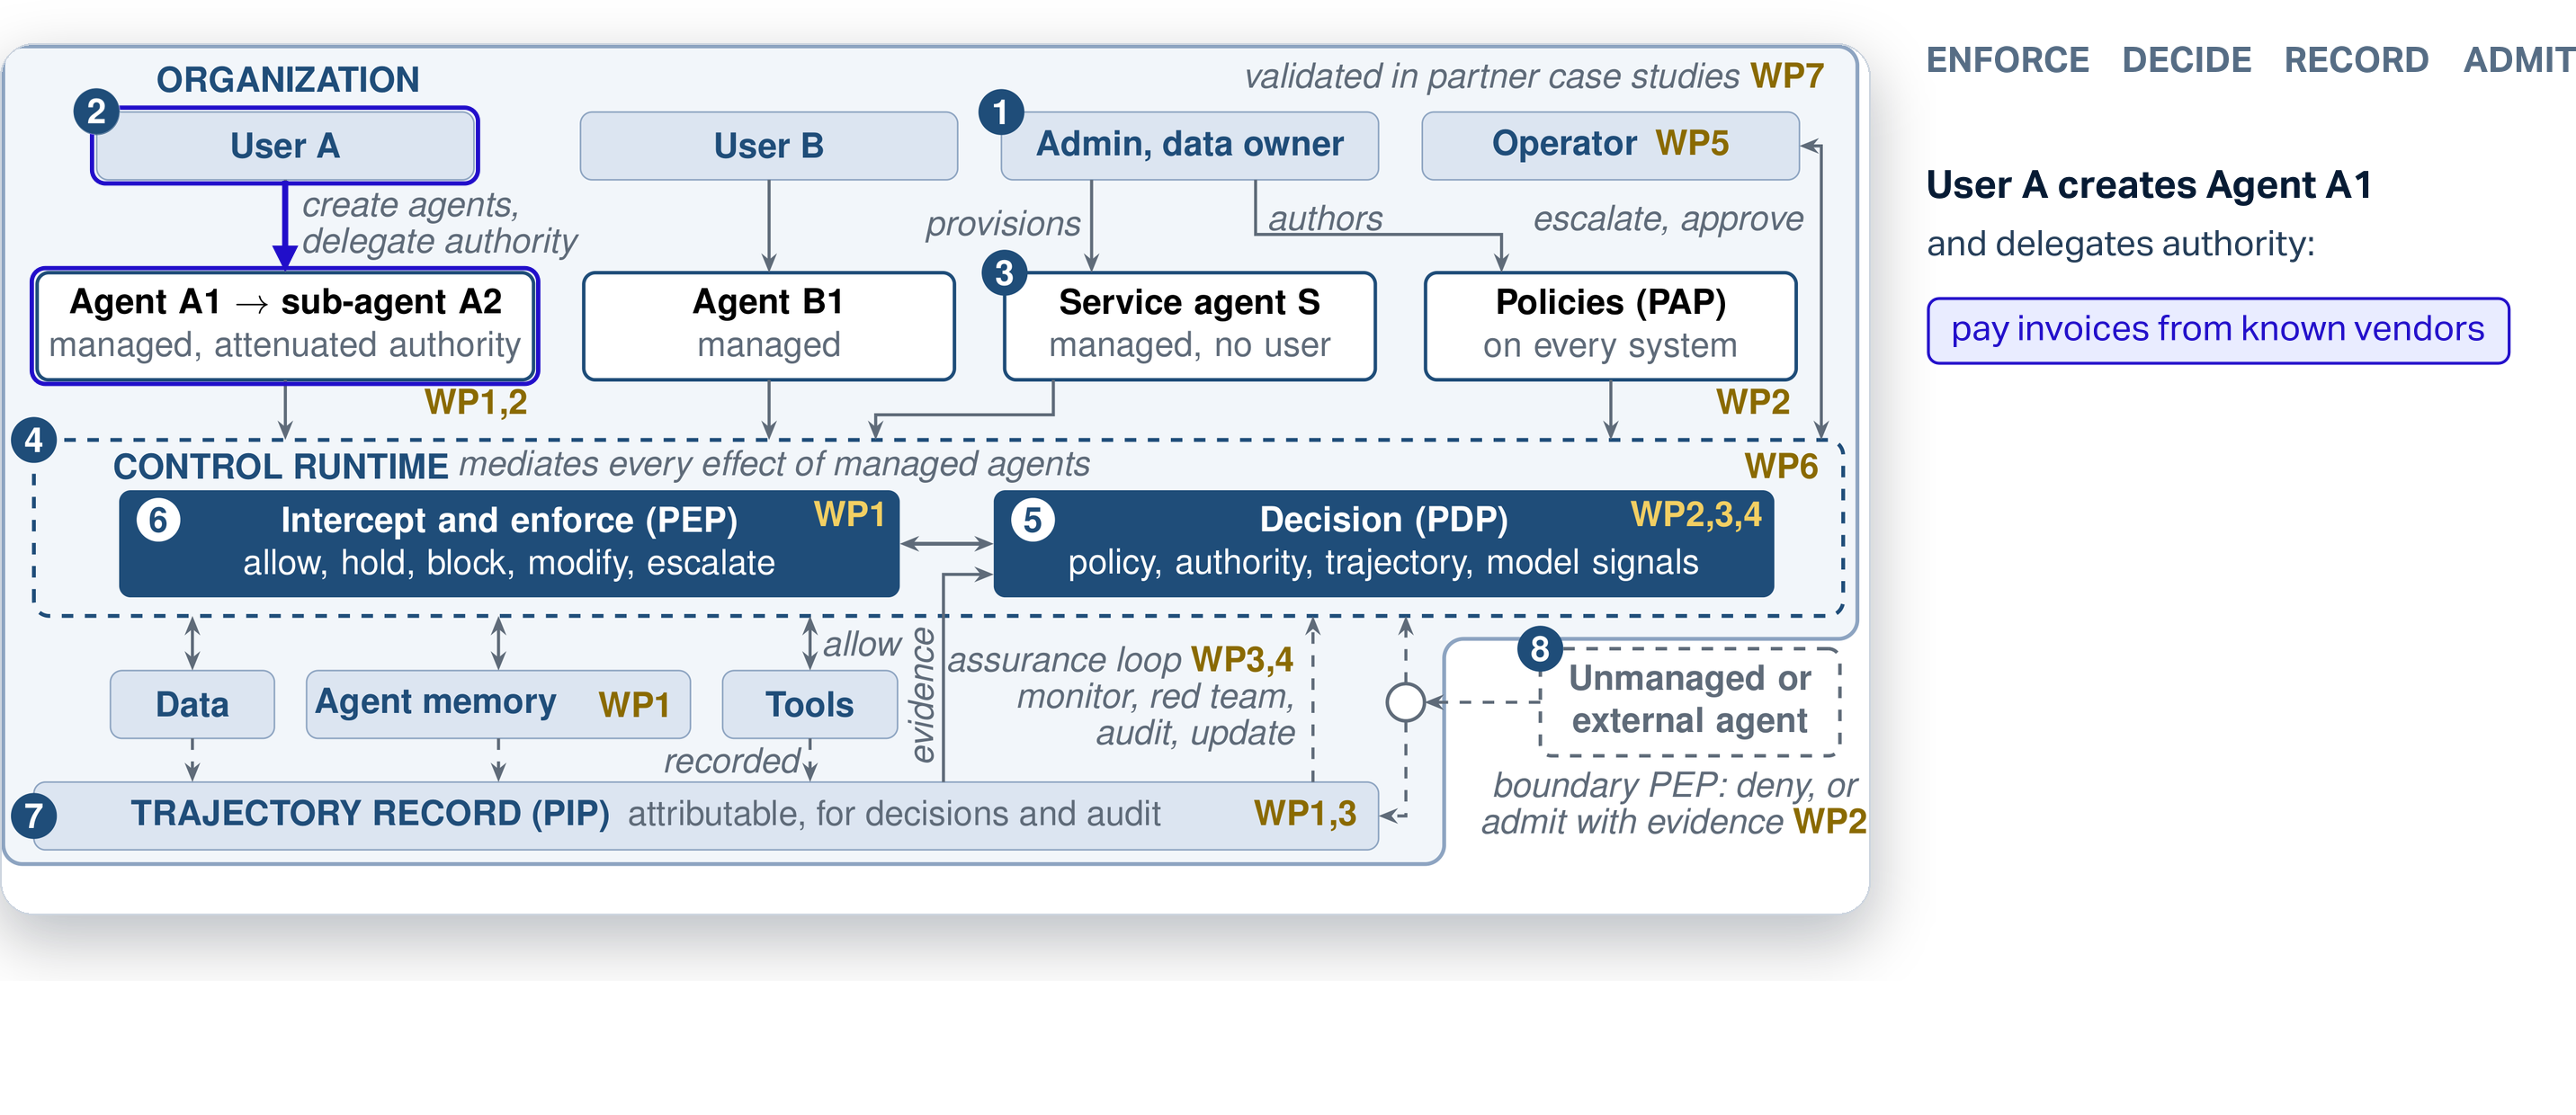 ENFORCE DECIDE RECORD ADMIT
ORGANIZATION
validated in partner case studies WP7
2
User A
User B
1
Admin, data owner
Operator WP5
create agents,
delegate authority
provisions
authors
escalate, approve
Agent A1 → sub-agent A2
managed, attenuated authority
WP1,2
Agent B1
managed
3
Service agent S
managed, no user
Policies (PAP)
on every system
WP2
4
CONTROL RUNTIME mediates every effect of managed agents
WP6
6
Intercept and enforce (PEP) WP1
allow, hold, block, modify, escalate
5
Decision (PDP) WP2,3,4
policy, authority, trajectory, model signals
Data
Agent memory WP1
Tools
allow
recorded
evidence
assurance loop WP3,4
monitor, red team,
audit, update
8
Unmanaged or
external agent
boundary PEP: deny, or
admit with evidence WP2
7
TRAJECTORY RECORD (PIP) attributable, for decisions and audit WP1,3
User A creates Agent A1
and delegates authority:
pay invoices from known vendors